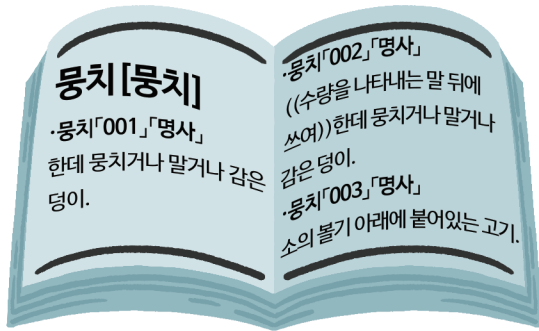 뭉치 [뭉치]
·뭉치「001」「명사」
한데 뭉치거나 말거나 감은
덩이.
·뭉치「002」「명사」
((수량을 나타내는 말 뒤에
쓰여))한데 뭉치거나 말거나
감은 덩이.
·뭉치「003」「명사」
소의 볼기 아래에 붙어있는 고기.